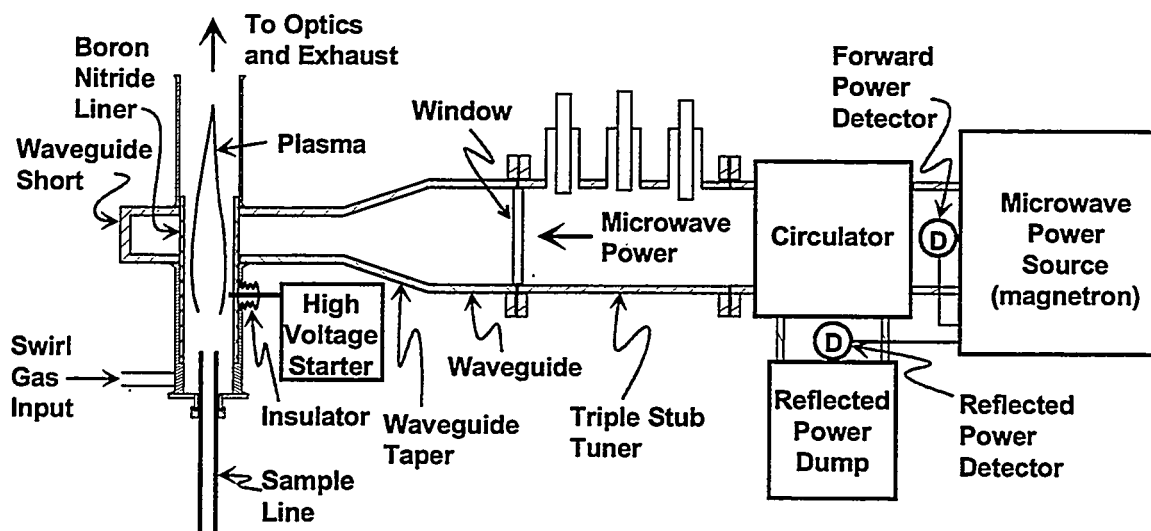 To Optics
and Exhaust
Boron
Nitride
Liner
Waveguide
Short
Plasma
Window
Forward
Power
Detector
Microwave
Power
Circulator
D
Microwave
Power
Source
(magnetron)
High
Voltage
Starter
Swirl
Gas
Input
Insulator
Waveguide
Taper
Waveguide
Triple Stub
Tuner
D
Reflected
Power
Dump
Reflected
Power
Detector
Sample
Line